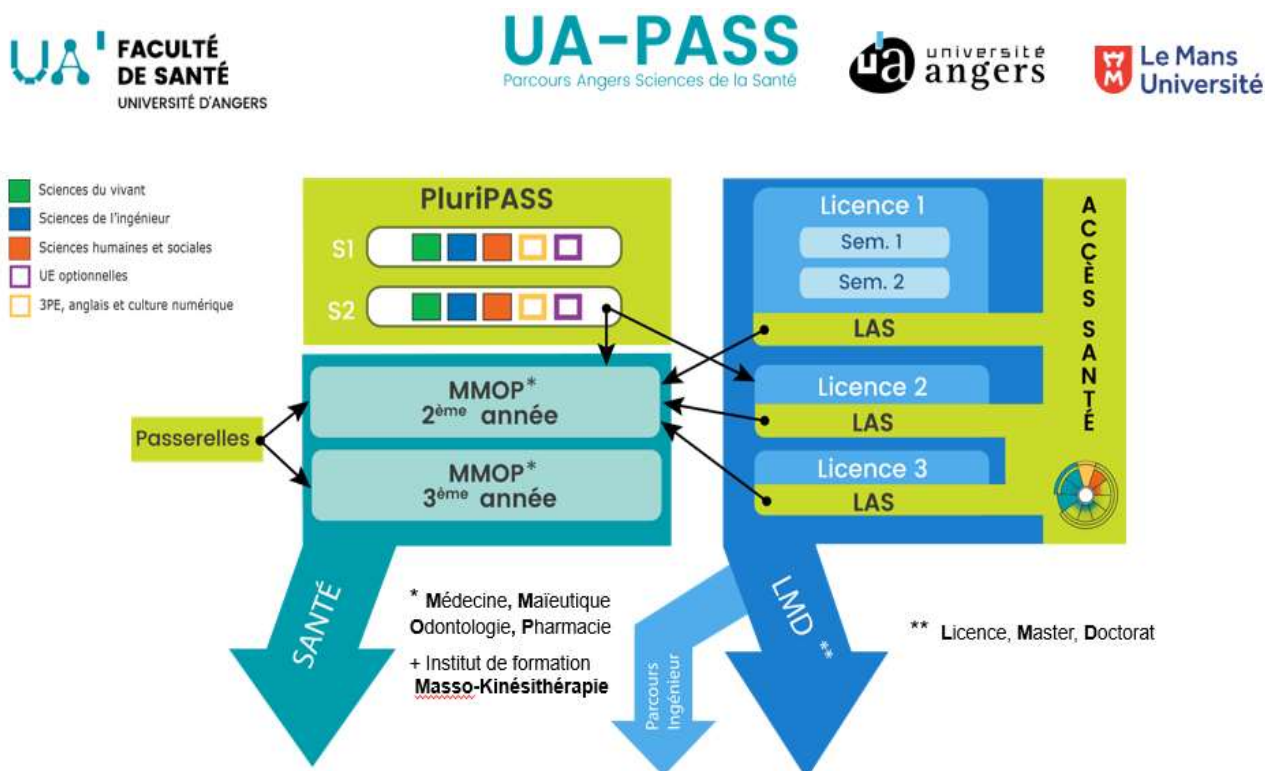 UA'
FACULTÉ
DE SANTÉ
UNIVERSITÉ D'ANGERS
UA-PASS
Parcours Angers Sciences de la Santé
ua
université
angers
Le Mans
Université
Sciences du vivant
Sciences de l'ingénieur
Sciences humaines et sociales
UE optionnelles
3PE, anglais et culture numérique
PluriPASS
S1
S2
MMOP*
2ème année
MMOP*
3ème année
Passerelles
Licence 1
Sem. 1
Sem. 2
LAS
Licence 2
LAS
Licence 3
LAS
ACCÈS SANTÉ
SANTÉ
* Médecine, Maïeutique
Odontologie, Pharmacie
+ Institut de formation
Masso-Kinésithérapie
Parcours
Ingénieur
LMD **
** Licence, Master, Doctorat